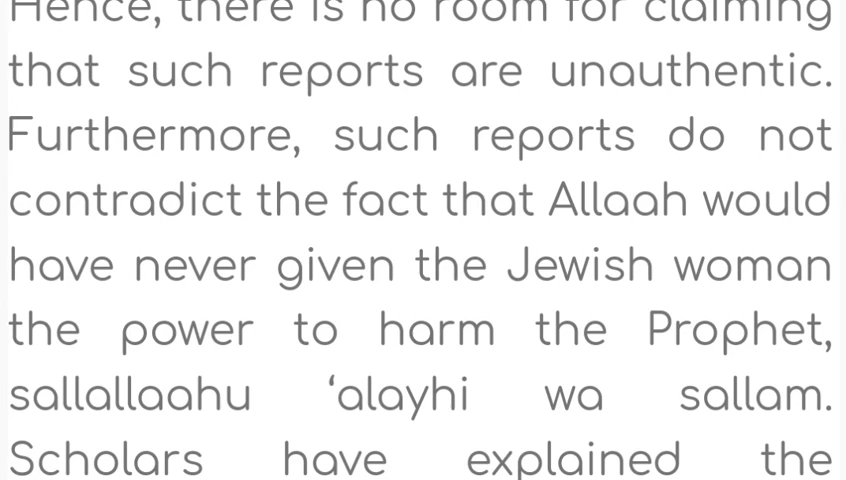 Hence, there is no room for claiming
that such reports are unauthentic.
Furthermore, such reports do not
contradict the fact that Allaah would
have never given the Jewish woman
the power to harm the Prophet,
sallallaahu ‘alayhi wa sallam.
Scholars have explained the